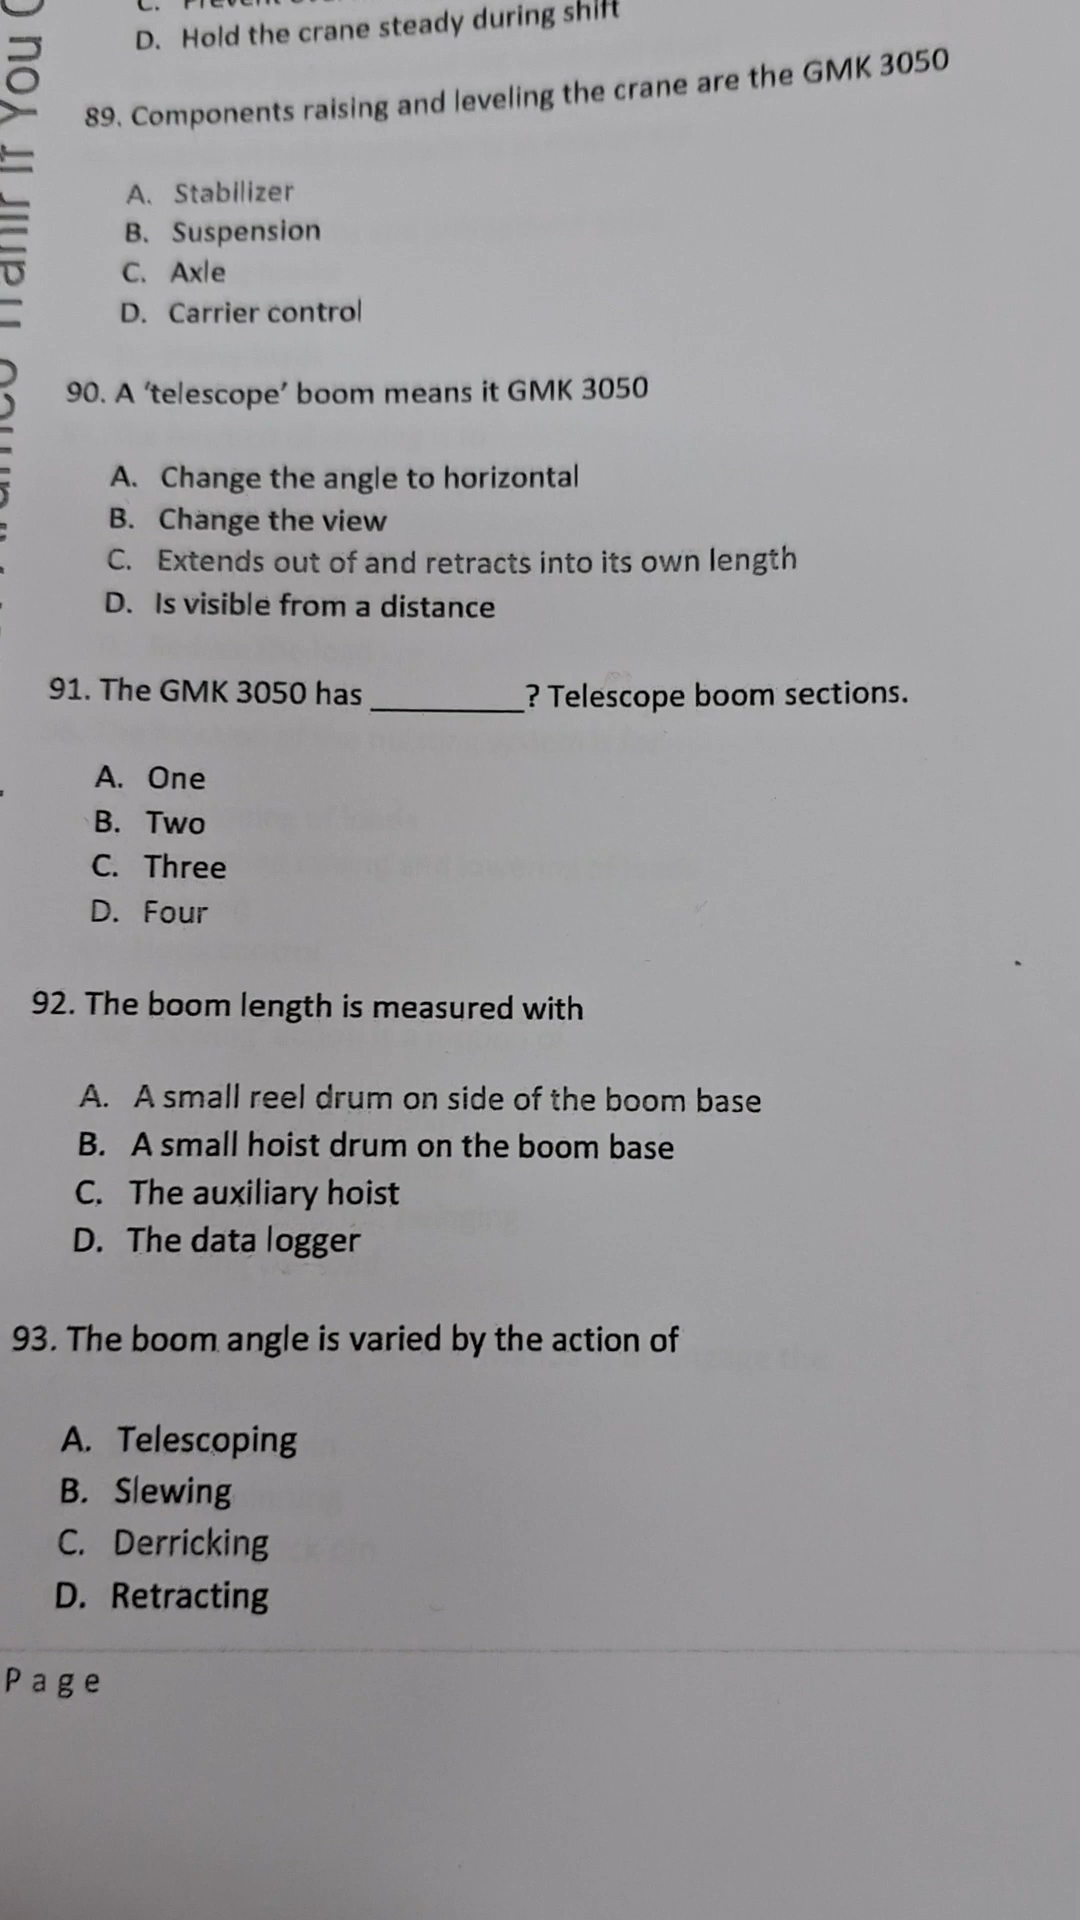 D. Hold the crane steady during shift
89. Components raising and leveling the crane are the GMK 3050
A. Stabilizer
B. Suspension
C. Axle
D. Carrier control
90. A ‘telescope’ boom means it GMK 3050
A. Change the angle to horizontal
B. Change the view
C. Extends out of and retracts into its own length
D. Is visible from a distance
91. The GMK 3050 has __________? Telescope boom sections.
A. One
B. Two
C. Three
D. Four
92. The boom length is measured with
A. A small reel drum on side of the boom base
B. A small hoist drum on the boom base
C. The auxiliary hoist
D. The data logger
93. The boom angle is varied by the action of
A. Telescoping
B. Slewing
C. Derricking
D. Retracting
Page
If You